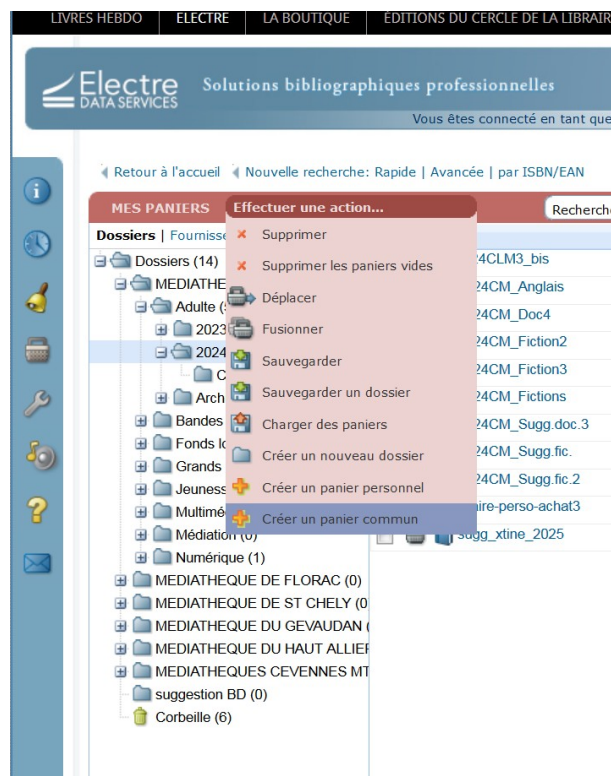 LIVRES HEBDO ELECTRE LA BOUTIQUE ÉDITIONS DU CERCLE DE LA LIBRAIR
Electre
DATA SERVICES
Solutions bibliographiques professionnelles
Vous êtes connecté en tant que
Retour à l'accueil Nouvelle recherche: Rapide | Avancée | par ISBN/EAN
MES PANIERS
Effectuer une action...
Recherche
Dossiers | Fournisse
Supprimer
Supprimer les paniers vides
Déplacer
Fusionner
Sauvegarder
Sauvegarder un dossier
Charger des paniers
Créer un nouveau dossier
Créer un panier personnel
Créer un panier commun
Dossiers (14)
MEDIATHE
Adulte (
2023
2024
C
Arch
Bandes
Fonds lo
Grands
Jeuness
Multimé
Médiation (0)
Numérique (1)
MEDIATHEQUE DE FLORAC (0)
MEDIATHEQUE DE ST CHELY (0
MEDIATHEQUE DU GEVAUDAN (
MEDIATHEQUE DU HAUT ALLIER
MEDIATHEQUES CEVENNES MT
suggestion BD (0)
Corbeille (6)
24CLM3_bis
24CM_Anglais
24CM_Doc4
24CM_Fiction2
24CM_Fiction3
24CM_Fictions
24CM_Sugg.doc.3
24CM_Sugg.fic.
24CM_Sugg.fic.2
ire-perso-achat3
sugg_xtine_2025